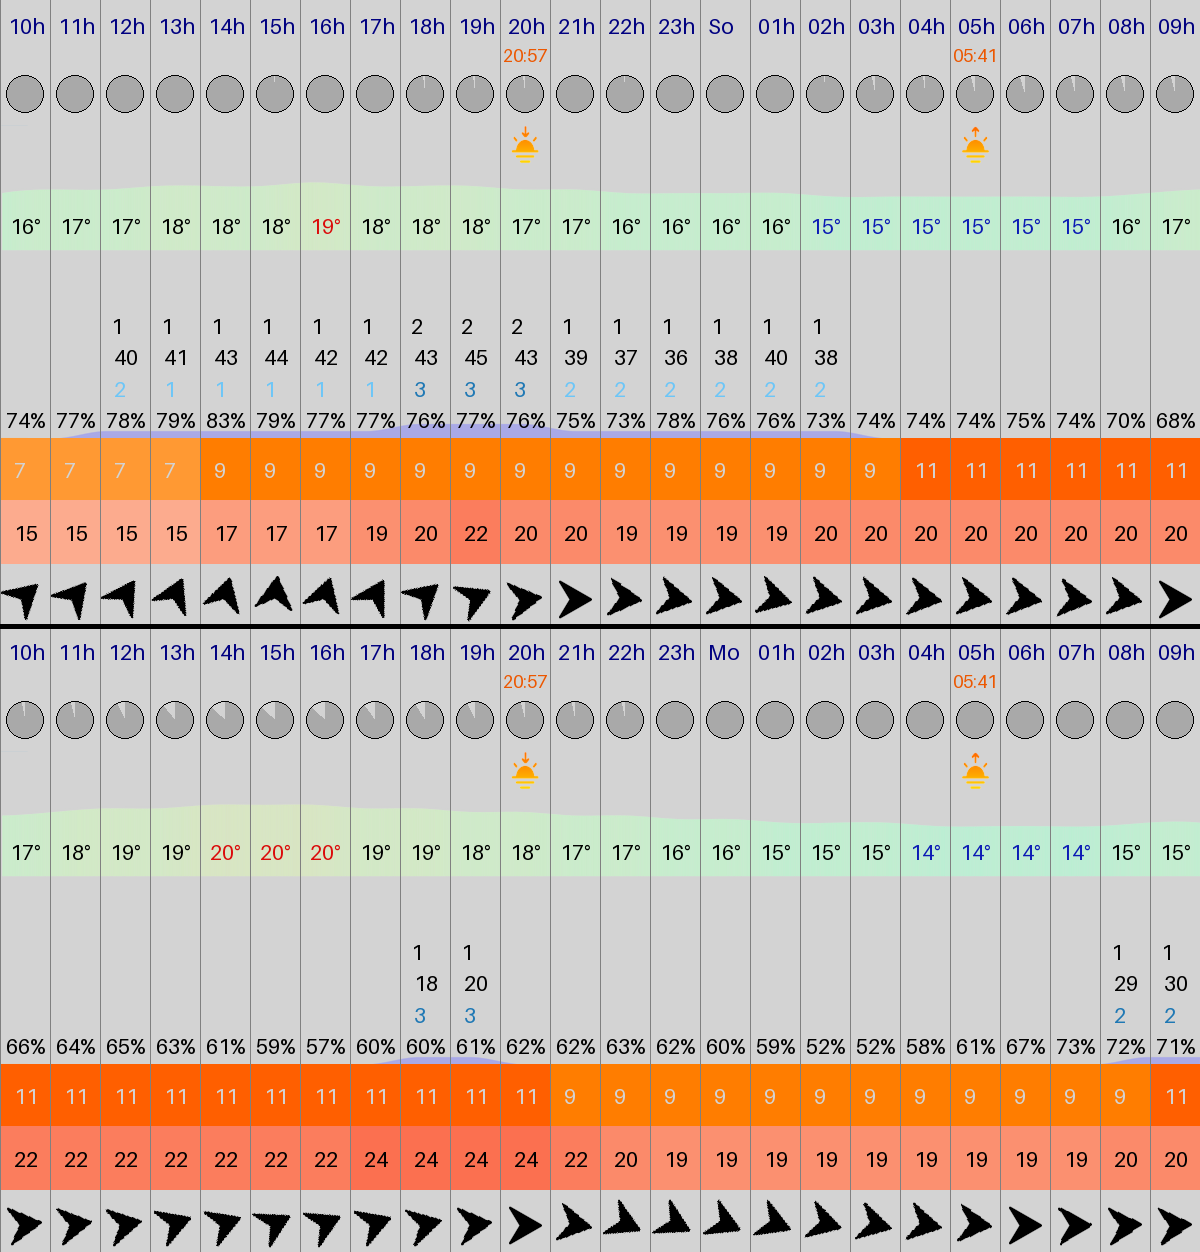 10h 11h 12h 13h 14h 15h 16h 17h 18h 19h 20h 21h 22h 23h So 01h 02h 03h 04h 05h 06h 07h 08h 09h
20:57 05:41
16° 17° 17° 18° 18° 18° 19° 18° 18° 18° 17° 17° 16° 16° 16° 16° 15° 15° 15° 15° 15° 15° 16° 17°
1 1 1 1 1 1 2 2 2 1 1 1 1 1 1
40 41 43 44 42 42 43 45 43 39 37 36 38 40 38
2 1 1 1 1 1 3 3 3 2 2 2 2 2 2
74% 77% 78% 79% 83% 79% 77% 77% 76% 77% 76% 75% 73% 78% 76% 76% 73% 74% 74% 74% 75% 74% 70% 68%
7 7 7 7 9 9 9 9 9 9 9 9 9 9 9 9 9 9 11 11 11 11 11 11
15 15 15 15 17 17 17 19 20 22 20 20 19 19 19 19 20 20 20 20 20 20 20 20
10h 11h 12h 13h 14h 15h 16h 17h 18h 19h 20h 21h 22h 23h Mo 01h 02h 03h 04h 05h 06h 07h 08h 09h
20:57 05:41
17° 18° 19° 19° 20° 20° 20° 19° 19° 18° 18° 17° 17° 16° 16° 15° 15° 15° 14° 14° 14° 14° 15° 15°
1 1 1 1
18 20 29 30
3 3 2 2
66% 64% 65% 63% 61% 59% 57% 60% 60% 61% 62% 62% 63% 62% 60% 59% 52% 52% 58% 61% 67% 73% 72% 71%
11 11 11 11 11 11 11 11 11 11 11 9 9 9 9 9 9 9 9 9 9 9 9 11
22 22 22 22 22 22 22 24 24 24 24 22 20 19 19 19 19 19 19 19 19 19 20 20